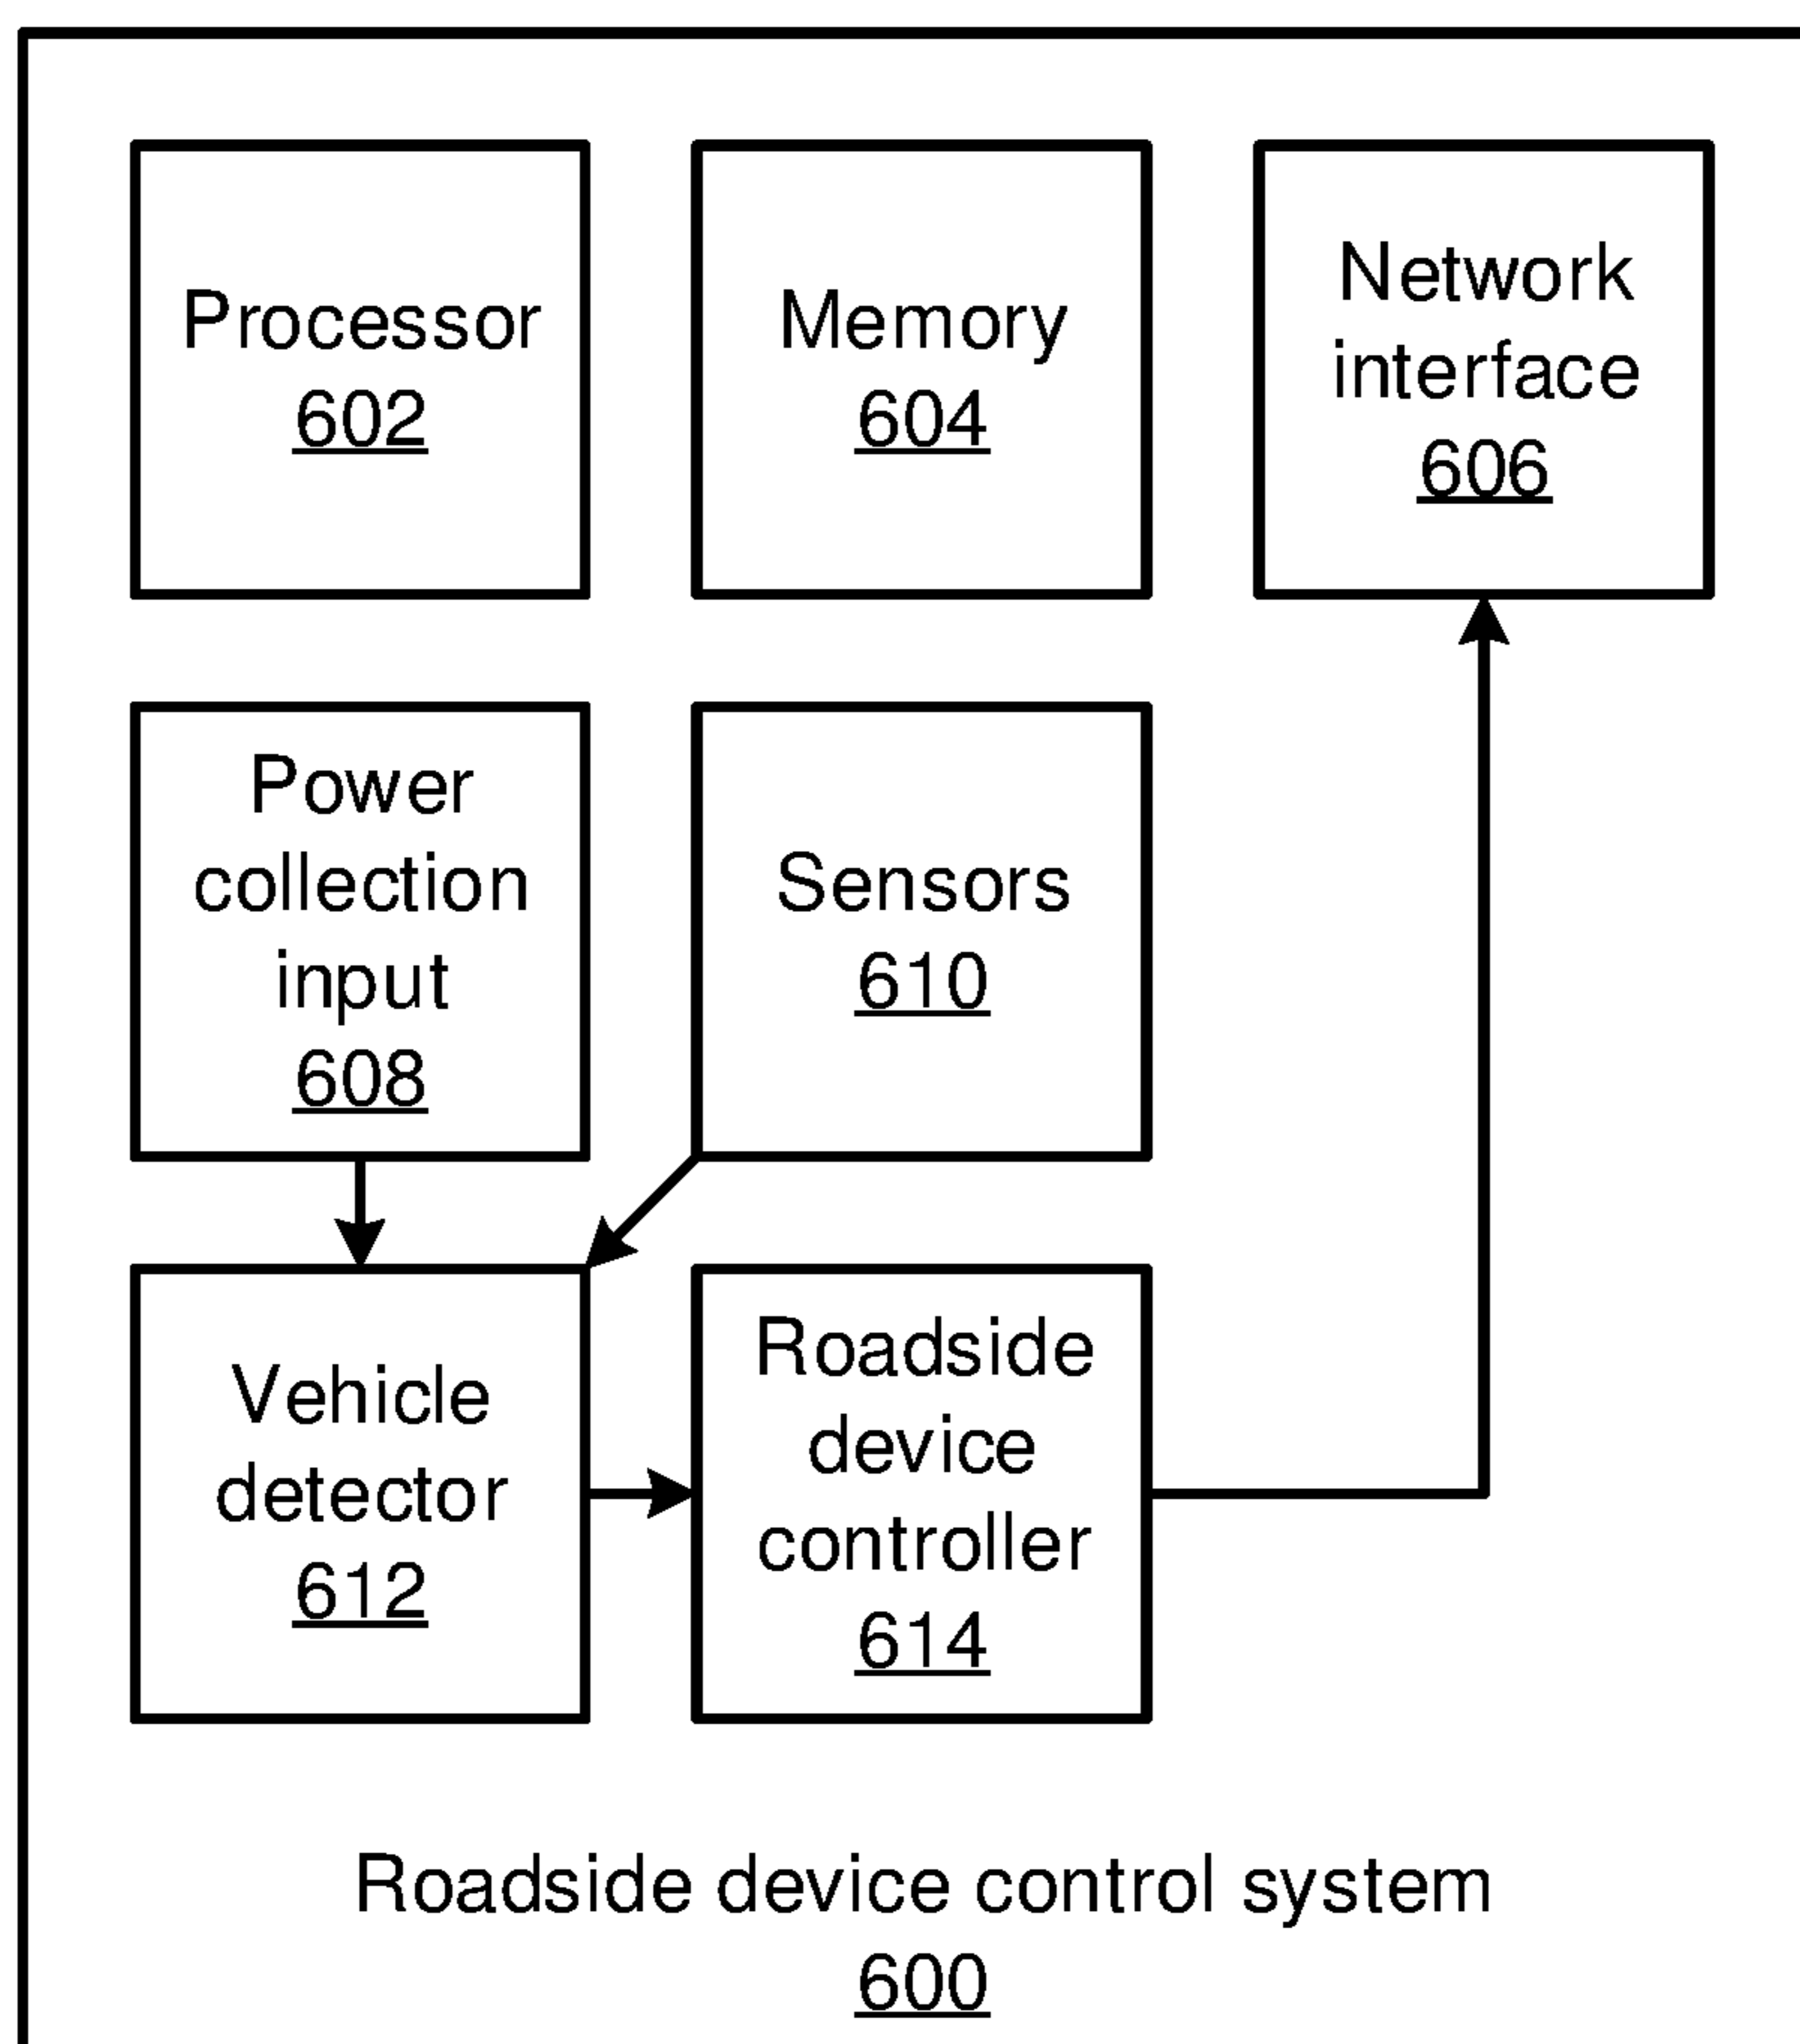 Processor
602
Memory
604
Network
interface
606
Power
collection
input
608
Sensors
610
Vehicle
detector
612
Roadside
device
controller
614
Roadside device control system
600